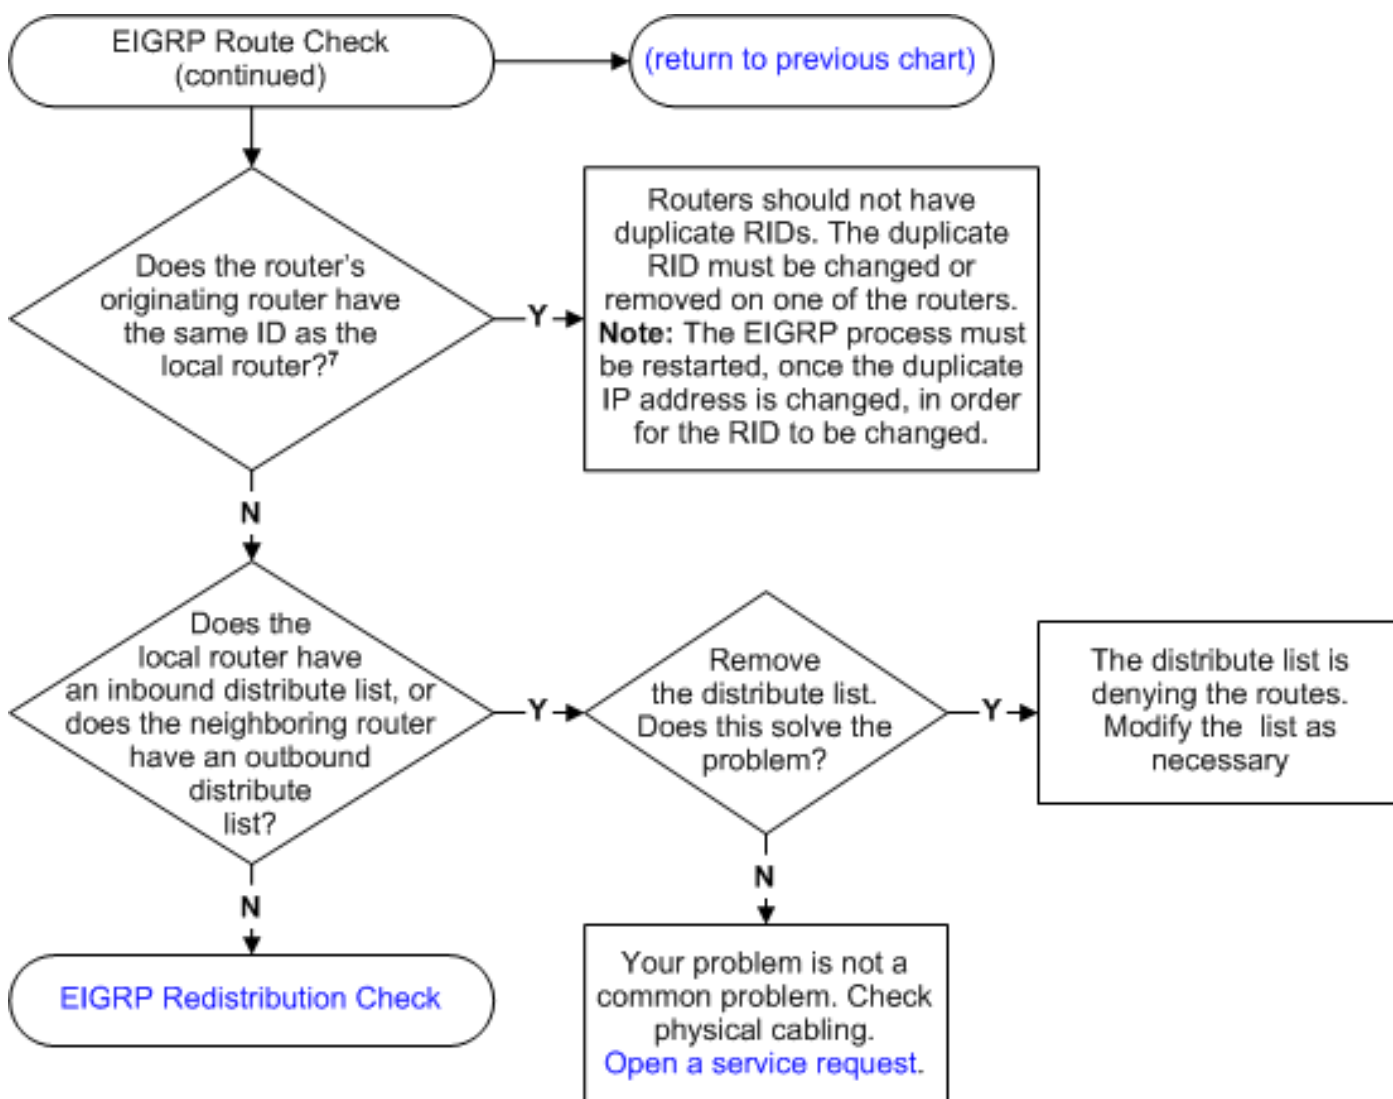 EIGRP Route Check
(continued)
(return to previous chart)
Does the router's
originating router have
the same ID as the
local router?⁷
Y
Routers should not have
duplicate RIDs. The duplicate
RID must be changed or
removed on one of the routers.
Note: The EIGRP process must
be restarted, once the duplicate
IP address is changed, in order
for the RID to be changed.
N
Does the
local router have
an inbound distribute list, or
does the neighboring router
have an outbound
distribute
list?
Y
Remove
the distribute list.
Does this solve the
problem?
Y
The distribute list is
denying the routes.
Modify the list as
necessary
N
EIGRP Redistribution Check
N
Your problem is not a
common problem. Check
physical cabling.
Open a service request.